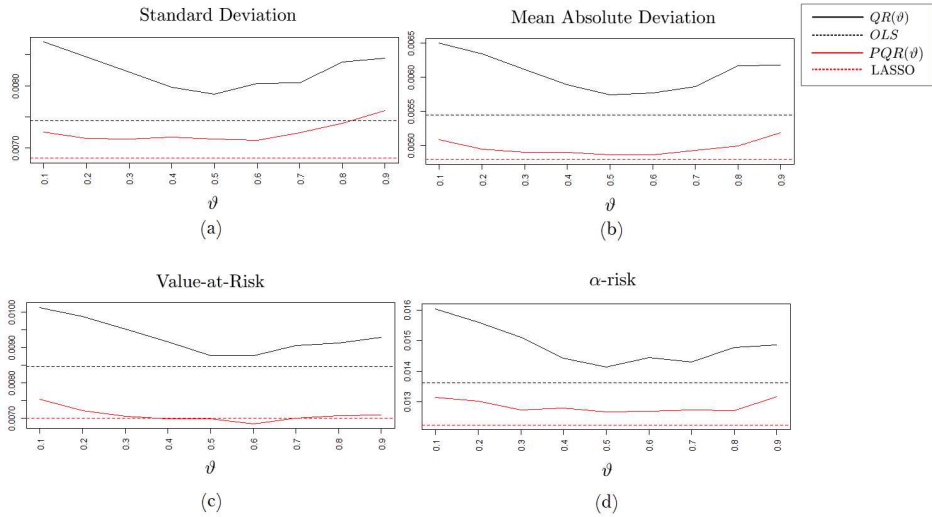 Standard Deviation
0.0080
0.0070
0.1 0.2 0.3 0.4 0.5 0.6 0.7 0.8 0.9
ϑ
(a)
Mean Absolute Deviation
0.0065
0.0060
0.0055
0.0050
0.1 0.2 0.3 0.4 0.5 0.6 0.7 0.8 0.9
ϑ
(b)
QR(ϑ)
OLS
PQR(ϑ)
LASSO
Value-at-Risk
0.0100
0.0090
0.0080
0.0070
0.1 0.2 0.3 0.4 0.5 0.6 0.7 0.8 0.9
ϑ
(c)
α-risk
0.016
0.015
0.014
0.013
0.1 0.2 0.3 0.4 0.5 0.6 0.7 0.8 0.9
ϑ
(d)